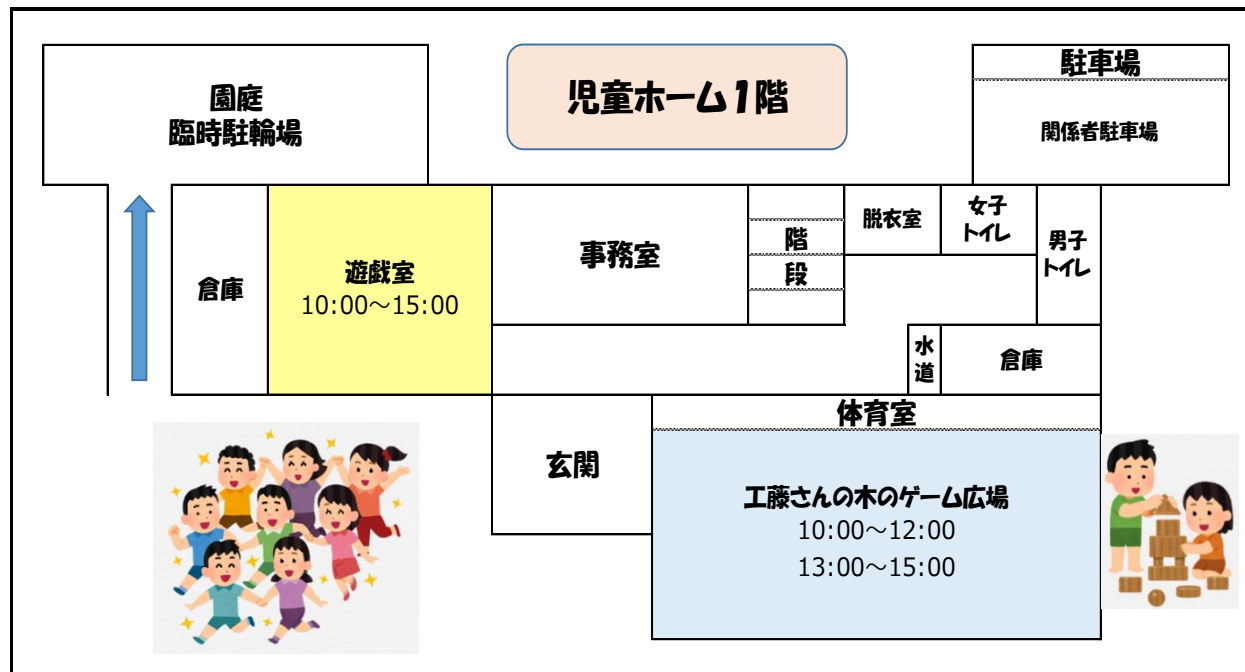 児童ホーム1階
園庭
臨時駐輪場
駐車場
関係者駐車場
倉庫
遊戯室
10:00～15:00
事務室
階
段
脱衣室
女子
トイレ
男子
トイレ
水
道
倉庫
玄関
体育室
工藤さんの木のゲーム広場
10:00～12:00
13:00～15:00